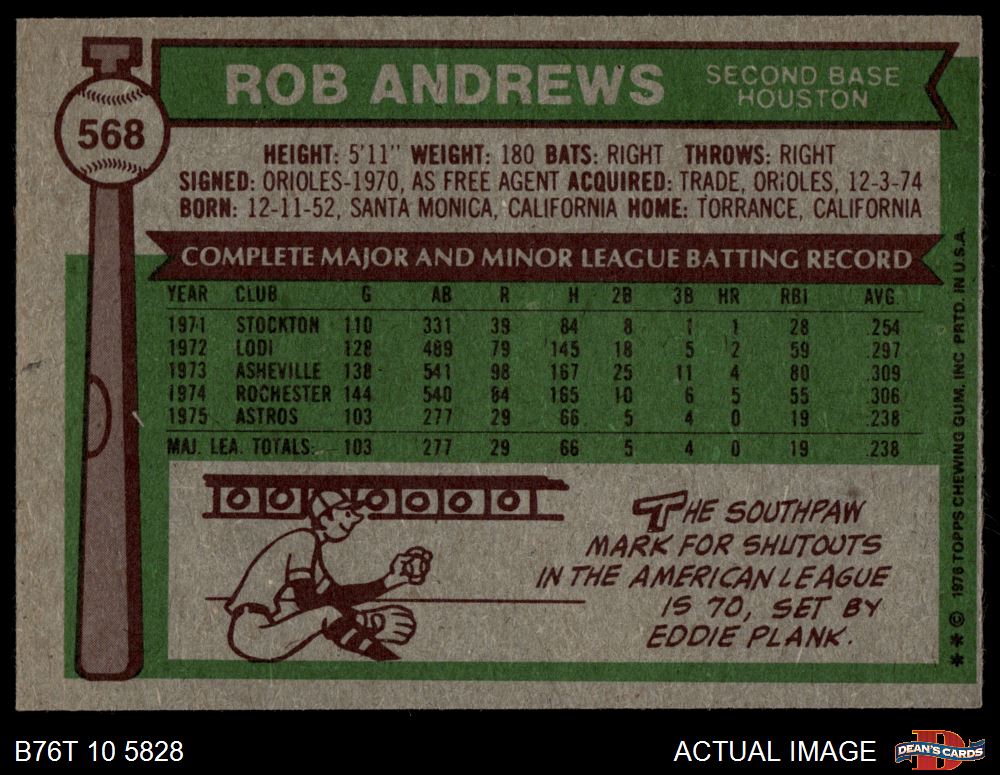 568
ROB ANDREWS
SECOND BASE
HOUSTON
HEIGHT: 5'11" WEIGHT: 180 BATS: RIGHT THROWS: RIGHT
SIGNED: ORIOLES-1970, AS FREE AGENT ACQUIRED: TRADE, ORIOLES, 12-3-74
BORN: 12-11-52, SANTA MONICA, CALIFORNIA HOME: TORRANCE, CALIFORNIA
COMPLETE MAJOR AND MINOR LEAGUE BATTING RECORD
YEAR CLUB G AB R H 2B 3B HR RBI AVG.
1971 STOCKTON 110 331 39 84 8 1 1 28 .254
1972 LODI 128 489 79 145 18 5 2 59 .297
1973 ASHEVILLE 138 541 98 167 25 11 4 80 .309
1974 ROCHESTER 144 540 84 165 10 6 5 55 .306
1975 ASTROS 103 277 29 66 5 4 0 19 .238
MAJ. LEA. TOTALS 103 277 29 66 5 4 0 19 .238
0 0 0 0 0 0 0
THE SOUTHPAW
MARK FOR SHUTOUTS
IN THE AMERICAN LEAGUE
IS 70, SET BY
EDDIE PLANK.
** © 1976 TOPPS CHEWING GUM, INC. PRTD. IN U.S.A.
B76T 10 5828
ACTUAL IMAGE
DEAN'S CARDS